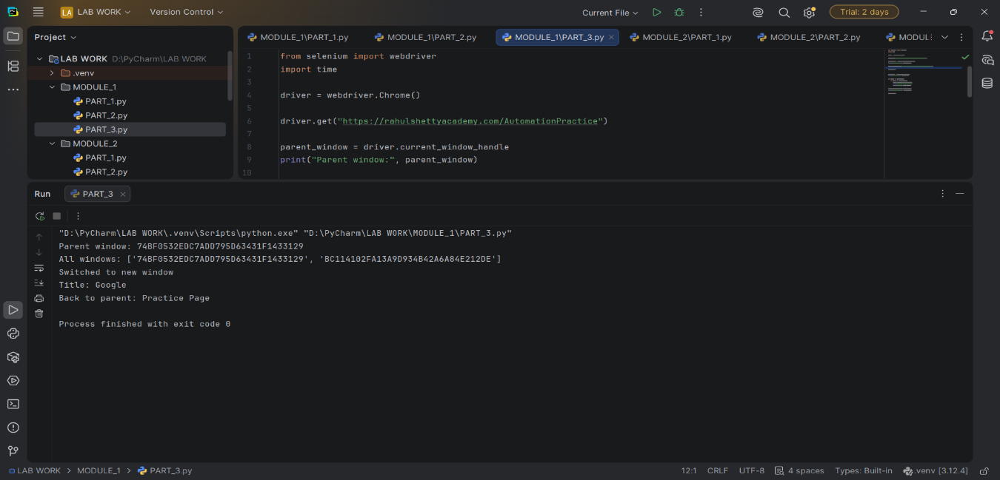 LA LAB WORK Version Control Current File Trial: 2 days
Project
LAB WORK D:\PyCharm\LAB WORK
.venv
MODULE_1
PART_1.py
PART_2.py
PART_3.py
MODULE_2
PART_1.py
PART_2.py
MODULE_1\PART_1.py MODULE_1\PART_2.py MODULE_1\PART_3.py MODULE_2\PART_1.py MODULE_2\PART_2.py MODUL
1 from selenium import webdriver
2 import time
3
4 driver = webdriver.Chrome()
5
6 driver.get("https://rahulshettyacademy.com/AutomationPractice")
7
8 parent_window = driver.current_window_handle
9 print("Parent window:", parent_window)
10
Run PART_3
"D:\PyCharm\LAB WORK\.venv\Scripts\python.exe" "D:\PyCharm\LAB WORK\MODULE_1\PART_3.py"
Parent window: 74BF0532EDC7ADD795D63431F1433129
All windows: ['74BF0532EDC7ADD795D63431F1433129', 'BC114102FA13A9D934B42A6A84E212DE']
Switched to new window
Title: Google
Back to parent: Practice Page
Process finished with exit code 0
LAB WORK > MODULE_1 > PART_3.py 12:1 CRLF UTF-8 4 spaces Types: Built-in .venv [3.12.4]